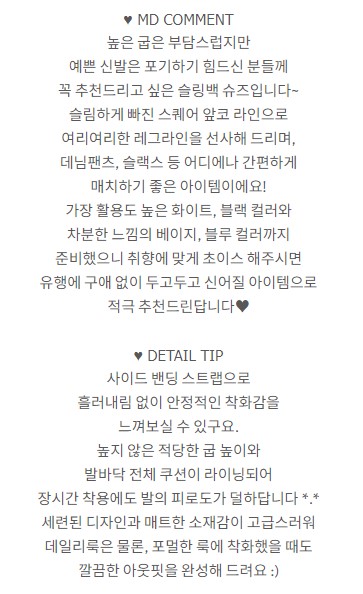 ♥ MD COMMENT
높은 굽은 부담스럽지만
예쁜 신발은 포기하기 힘드신 분들께
꼭 추천드리고 싶은 슬링백 슈즈입니다~
슬림하게 빠진 스퀘어 앞코 라인으로
여리여리한 레그라인을 선사해 드리며,
데님팬츠, 슬랙스 등 어디에나 간편하게
매치하기 좋은 아이템이에요!
가장 활용도 높은 화이트, 블랙 컬러와
차분한 느낌의 베이지, 블루 컬러까지
준비했으니 취향에 맞게 초이스 해주시면
유행에 구애 없이 두고두고 신어질 아이템으로
적극 추천드린답니다♥
♥ DETAIL TIP
사이드 밴딩 스트랩으로
흘러내림 없이 안정적인 착화감을
느껴보실 수 있구요.
높지 않은 적당한 굽 높이와
발바닥 전체 쿠션이 라이닝되어
장시간 착용에도 발의 피로도가 덜하답니다 *.*
세련된 디자인과 매트한 소재감이 고급스러워
데일리룩은 물론, 포멀한 룩에 착화했을 때도
깔끔한 아웃핏을 완성해 드려요 :)